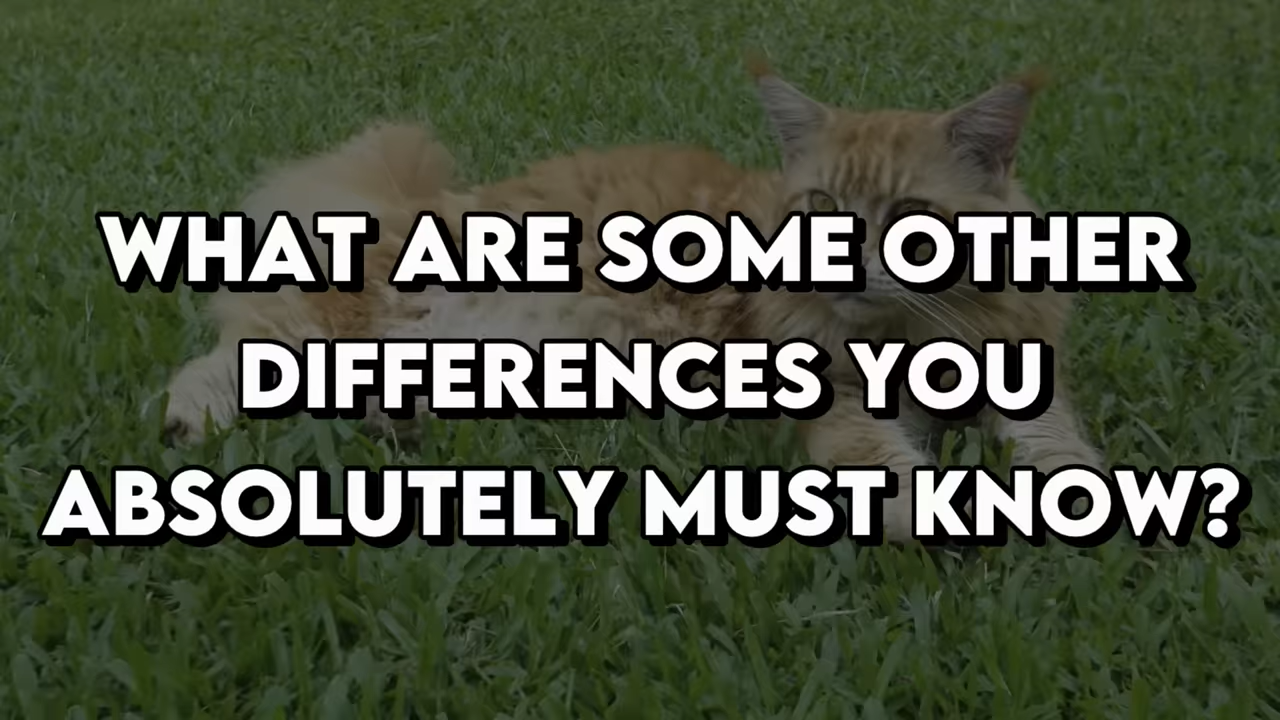 WHAT ARE SOME OTHER
DIFFERENCES YOU
ABSOLUTELY MUST KNOW?